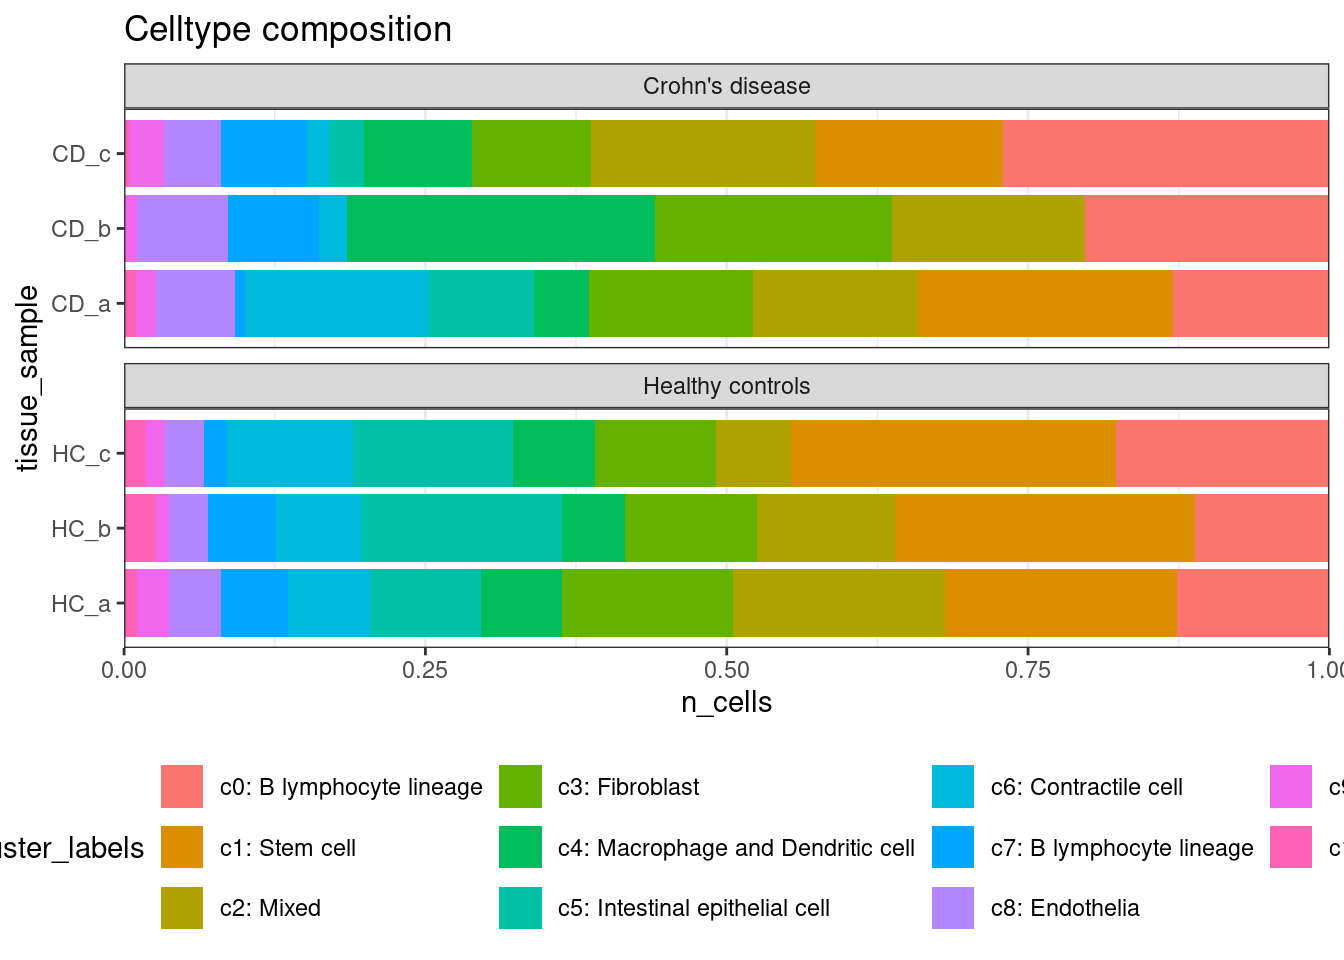 Celltype composition
Crohn's disease
CD_c
CD_b
CD_a
Healthy controls
HC_c
HC_b
HC_a
tissue_sample
0.00 0.25 0.50 0.75 1.00
n_cells
c0: B lymphocyte lineage c3: Fibroblast c6: Contractile cell
c1: Stem cell c4: Macrophage and Dendritic cell c7: B lymphocyte lineage
c2: Mixed c5: Intestinal epithelial cell c8: Endothelia